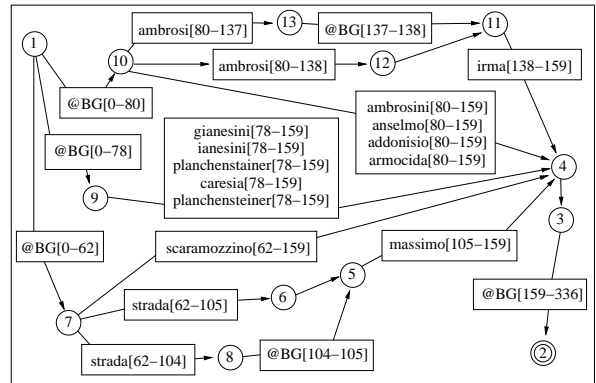 ambrosi[80–137]
13
@BG[137–138]
11
1
10
ambrosi[80–138]
12
irma[138–159]
@BG[0–80]
ambrosini[80–159]
anselmo[80–159]
addonisio[80–159]
armocida[80–159]
gianesini[78–159]
ianesini[78–159]
planchenstainer[78–159]
caresia[78–159]
planchensteiner[78–159]
@BG[0–78]
4
9
3
@BG[0–62]
scaramozzino[62–159]
massimo[105–159]
5
@BG[159–336]
strada[62–105]
6
7
strada[62–104]
8
@BG[104–105]
2